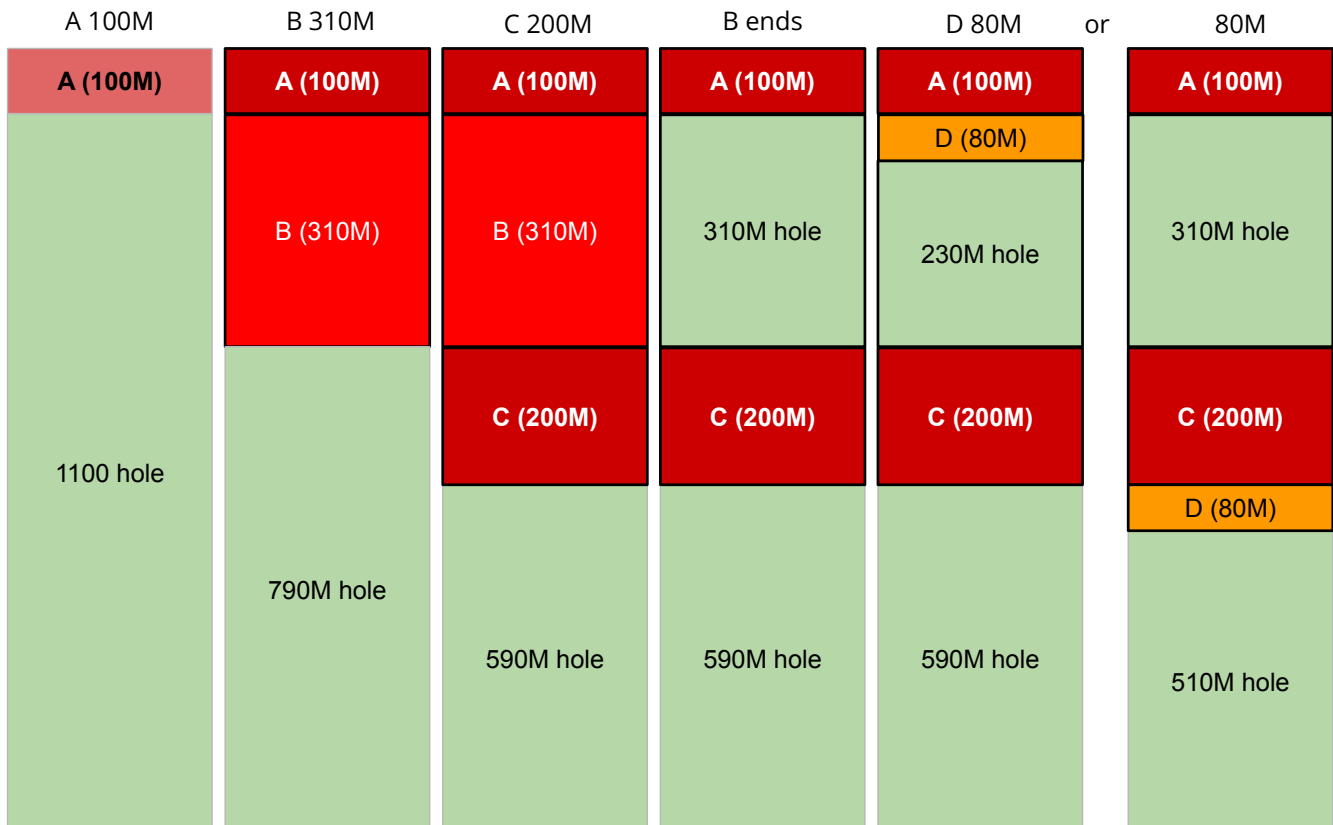 A 100M
B 310M
C 200M
B ends
D 80M
or
80M
A (100M)
A (100M)
A (100M)
A (100M)
A (100M)
A (100M)
D (80M)
B (310M)
B (310M)
310M hole
230M hole
310M hole
C (200M)
C (200M)
C (200M)
C (200M)
1100 hole
D (80M)
790M hole
590M hole
590M hole
590M hole
510M hole